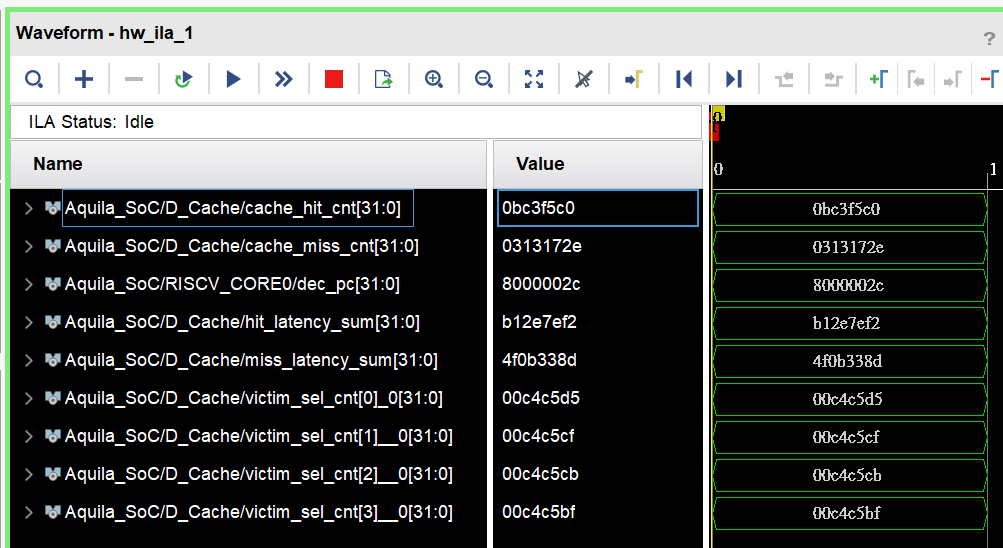 Waveform - hw_ila_1
?
ILA Status: Idle
0
Name Value
0 1
Aquila_SoC/D_Cache/cache_hit_cnt[31:0] 0bc3f5c0 0bc3f5c0
Aquila_SoC/D_Cache/cache_miss_cnt[31:0] 0313172e 0313172e
Aquila_SoC/RISCV_CORE0/dec_pc[31:0] 8000002c 8000002c
Aquila_SoC/D_Cache/hit_latency_sum[31:0] b12e7ef2 b12e7ef2
Aquila_SoC/D_Cache/miss_latency_sum[31:0] 4f0b338d 4f0b338d
Aquila_SoC/D_Cache/victim_sel_cnt[0]_0[31:0] 00c4c5d5 00c4c5d5
Aquila_SoC/D_Cache/victim_sel_cnt[1]__0[31:0] 00c4c5cf 00c4c5cf
Aquila_SoC/D_Cache/victim_sel_cnt[2]__0[31:0] 00c4c5cb 00c4c5cb
Aquila_SoC/D_Cache/victim_sel_cnt[3]__0[31:0] 00c4c5bf 00c4c5bf